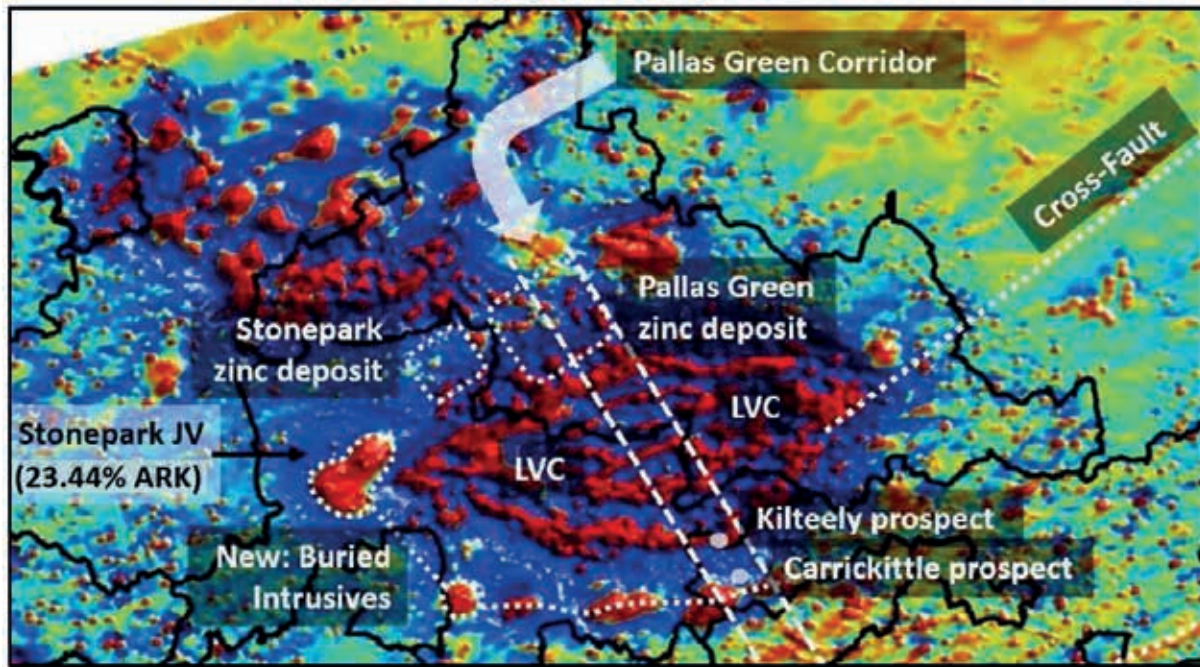 Pallas Green Corridor
Cross-Fault
Pallas Green
zinc deposit
Stonepark
zinc deposit
LVC
Stonepark JV
(23.44% ARK)
LVC
Kilteely prospect
New: Buried
Intrusives
Carrickittle prospect